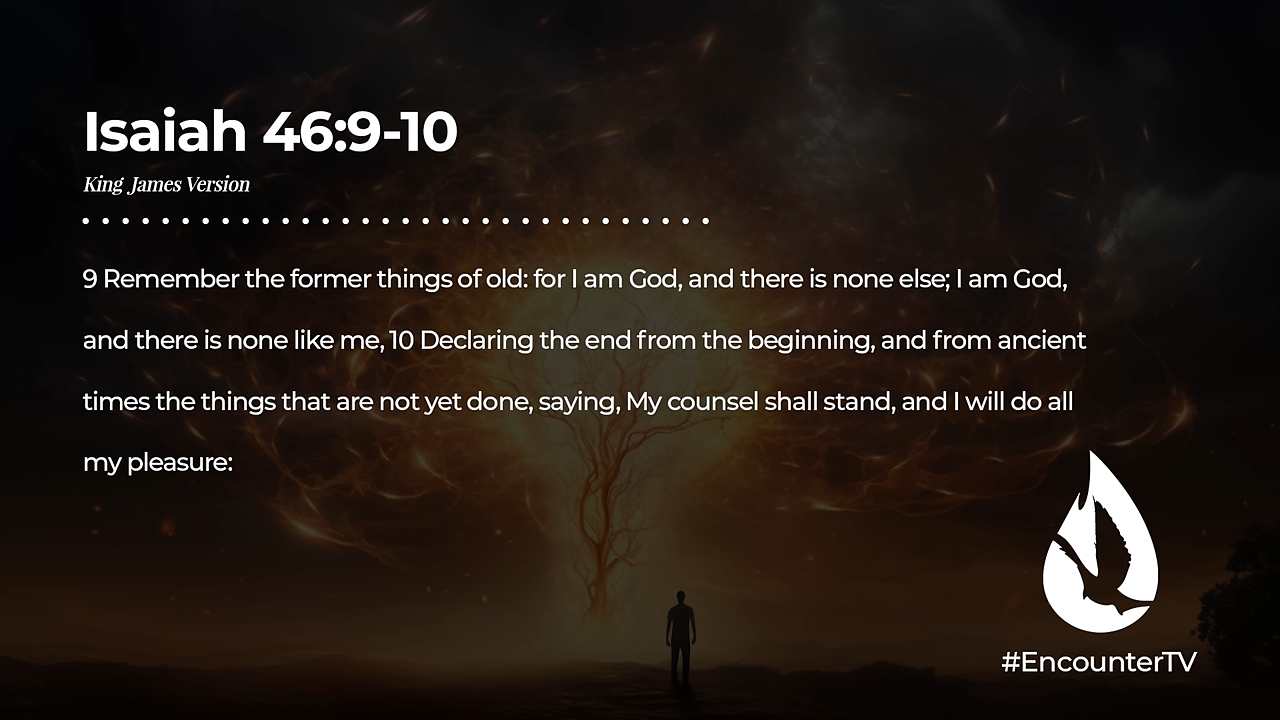 Isaiah 46:9-10
King James Version
9 Remember the former things of old: for I am God, and there is none else; I am God,
and there is none like me, 10 Declaring the end from the beginning, and from ancient
times the things that are not yet done, saying, My counsel shall stand, and I will do all
my pleasure:
#EncounterTV